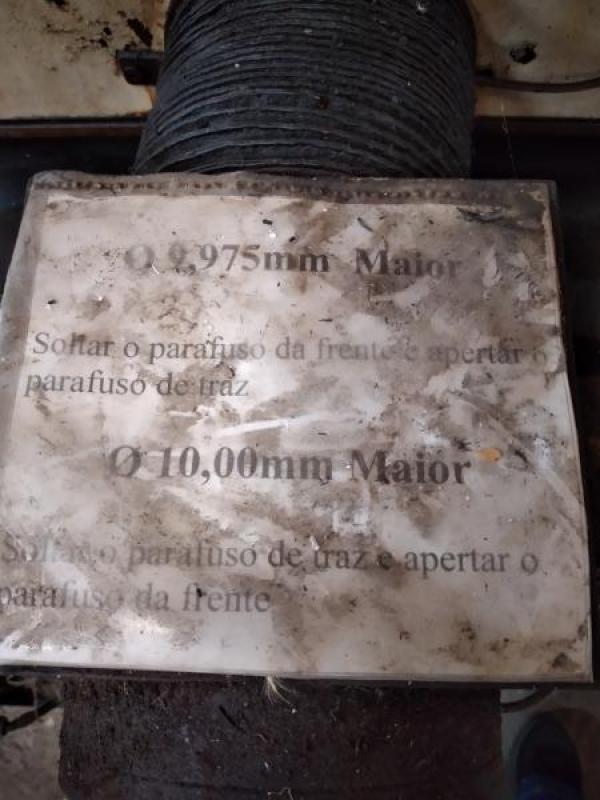 Ø 9,975mm Maior
Soltar o parafuso da frente e apertar o
parafuso de traz
Ø 10,00mm Maior
Soltar o parafuso de traz e apertar o
parafuso da frente